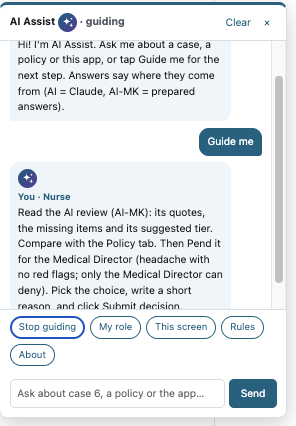 AI Assist · guiding Clear ×
Hi! I'm AI Assist. Ask me about a case, a
policy or this app, or tap Guide me for the
next step. Answers say where they come
from (AI = Claude, AI-MK = prepared
answers).
Guide me
You · Nurse
Read the AI review (AI-MK): its quotes,
the missing items and its suggested tier.
Compare with the Policy tab. Then Pend it
for the Medical Director (headache with
no red flags; only the Medical Director can
deny). Pick the choice, write a short
reason, and click Submit decision.
Stop guiding My role This screen Rules
About
Ask about case 6, a policy or the app... Send